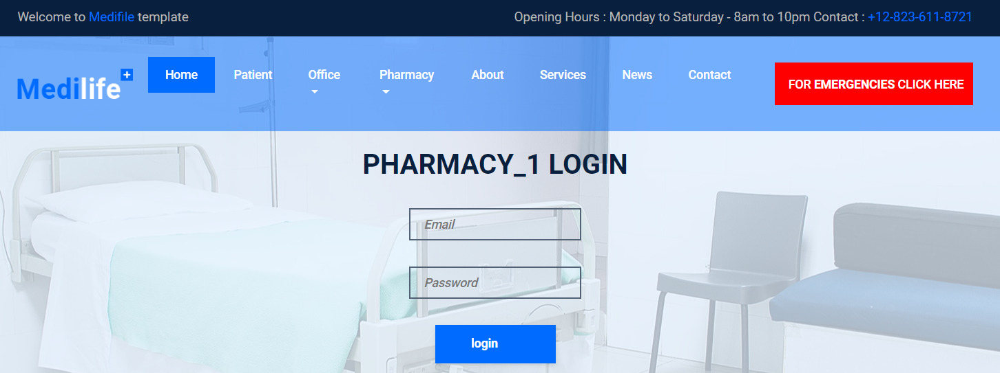 Welcome to Medifile template
Opening Hours : Monday to Saturday - 8am to 10pm Contact : +12-823-611-8721
Medilife+
Home
Patient
Office
Pharmacy
About
Services
News
Contact
FOR EMERGENCIES CLICK HERE
PHARMACY_1 LOGIN
Email
Password
login